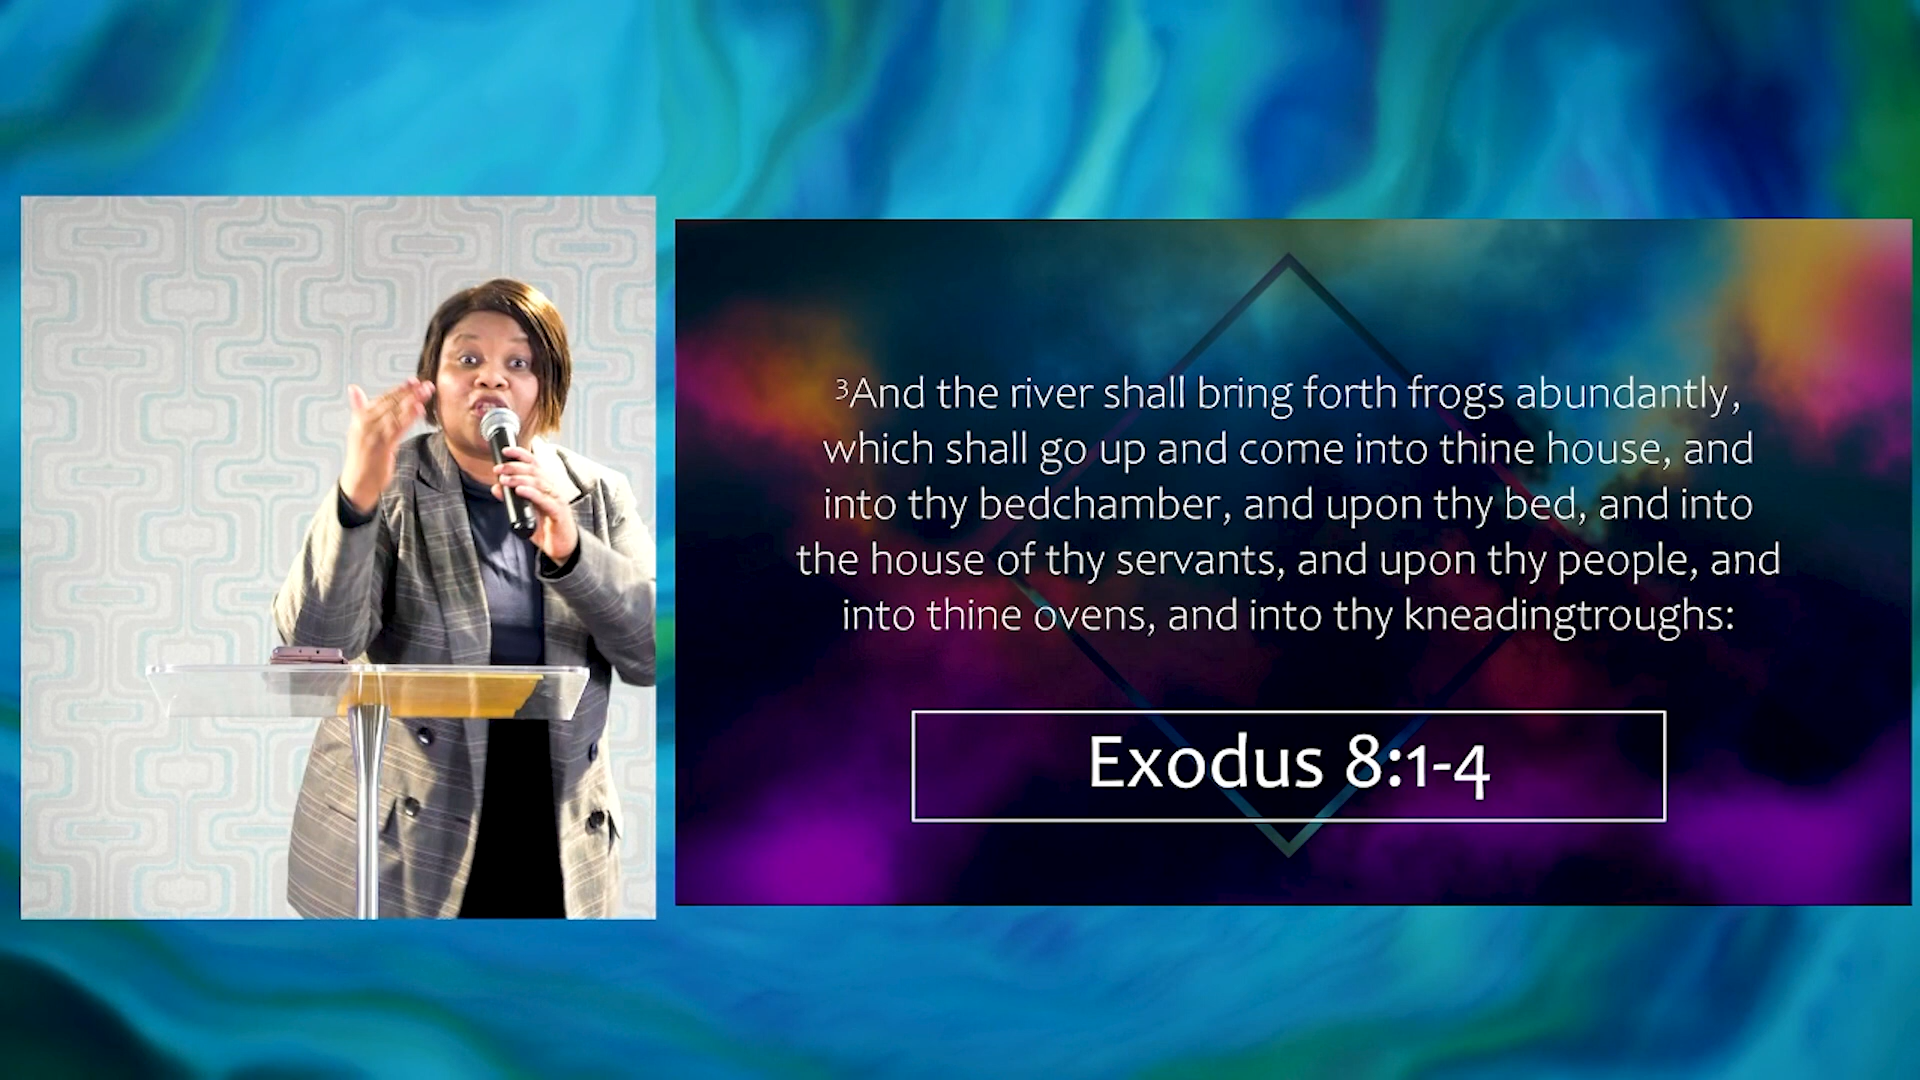 ³And the river shall bring forth frogs abundantly,
which shall go up and come into thine house, and
into thy bedchamber, and upon thy bed, and into
the house of thy servants, and upon thy people, and
into thine ovens, and into thy kneadingtroughs:
Exodus 8:1-4